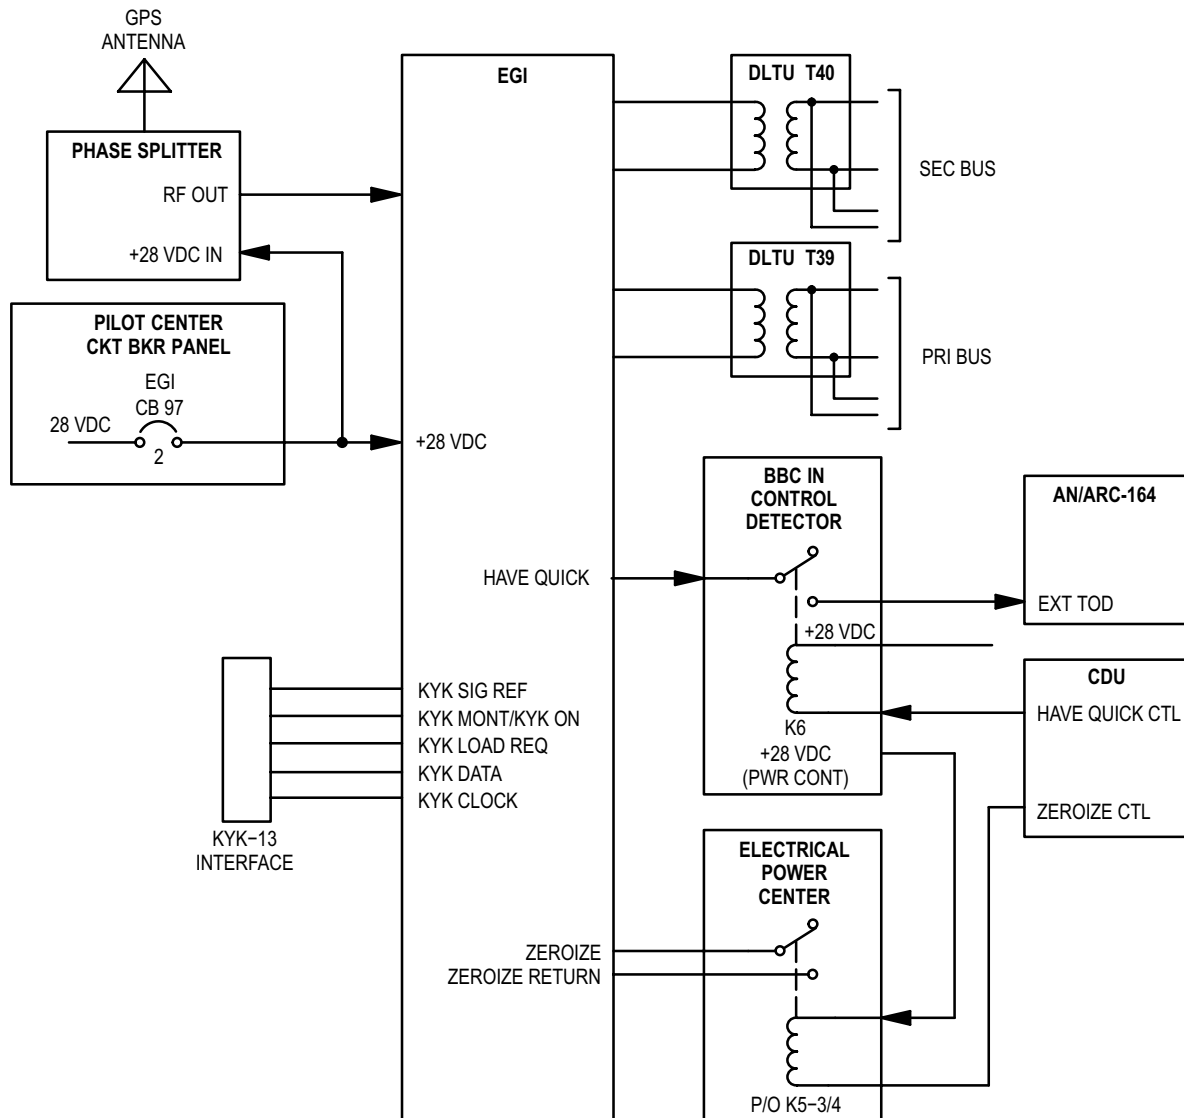 GPS
ANTENNA
PHASE SPLITTER
RF OUT
+28 VDC IN
PILOT CENTER
CKT BKR PANEL
EGI
CB 97
28 VDC
2
EGI
+28 VDC
HAVE QUICK
KYK SIG REF
KYK MONT/KYK ON
KYK LOAD REQ
KYK DATA
KYK CLOCK
KYK−13
INTERFACE
ZEROIZE
ZEROIZE RETURN
DLTU T40
SEC BUS
DLTU T39
PRI BUS
BBC IN
CONTROL
DETECTOR
+28 VDC
K6
+28 VDC
(PWR CONT)
AN/ARC-164
EXT TOD
CDU
HAVE QUICK CTL
ZEROIZE CTL
ELECTRICAL
POWER
CENTER
P/O K5−3/4